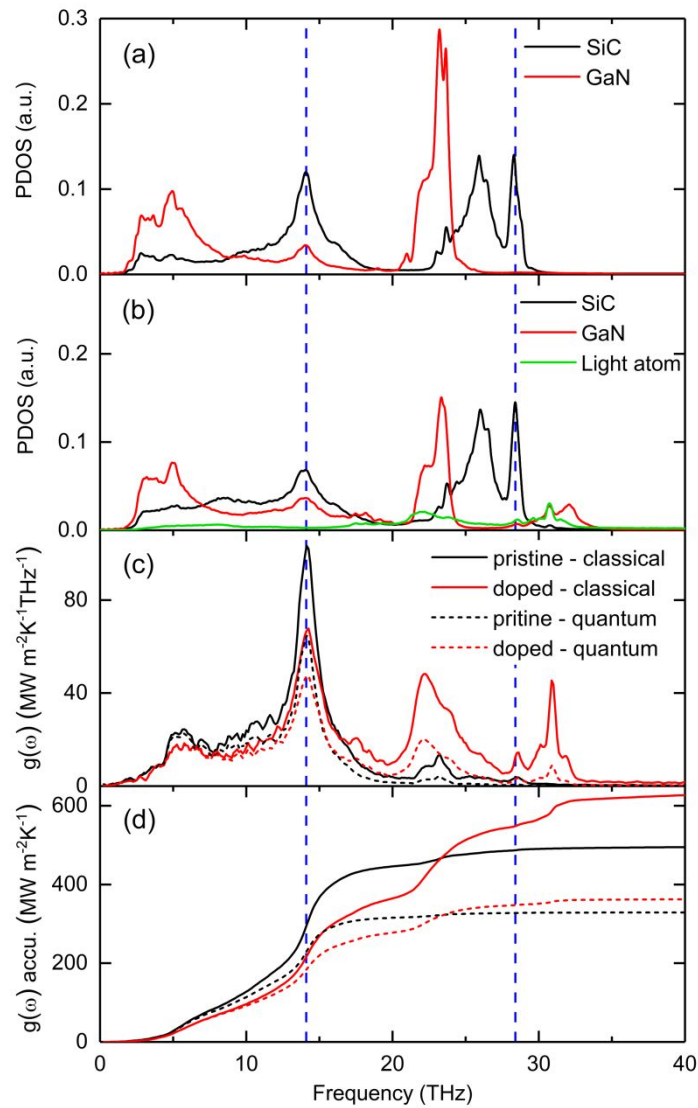 0.3
(a)
SiC
GaN
0.2
0.1
0.0
PDOS (a.u.)
(b)
SiC
GaN
Light atom
0.2
0.1
0.0
PDOS (a.u.)
(c)
pristine - classical
doped - classical
pritine - quantum
doped - quantum
80
40
0
g(ω) (MW m⁻²K⁻¹THz⁻¹)
(d)
600
400
200
0
g(ω) accu. (MW m⁻²K⁻¹)
0 10 20 30 40
Frequency (THz)